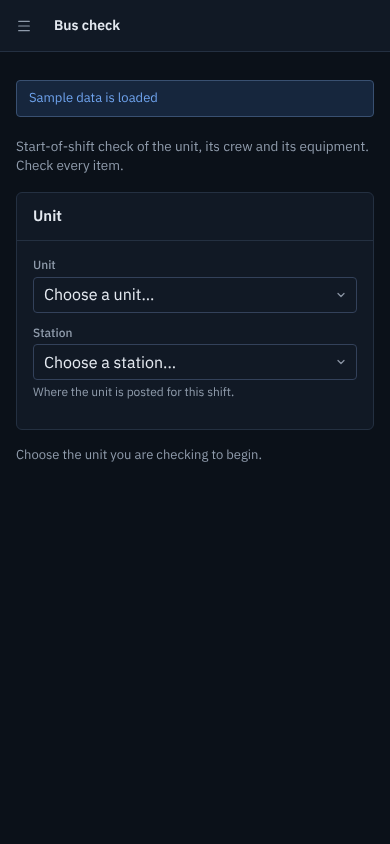 Bus check
Sample data is loaded
Start-of-shift check of the unit, its crew and its equipment.
Check every item.
Unit
Unit
Choose a unit...
Station
Choose a station...
Where the unit is posted for this shift.
Choose the unit you are checking to begin.